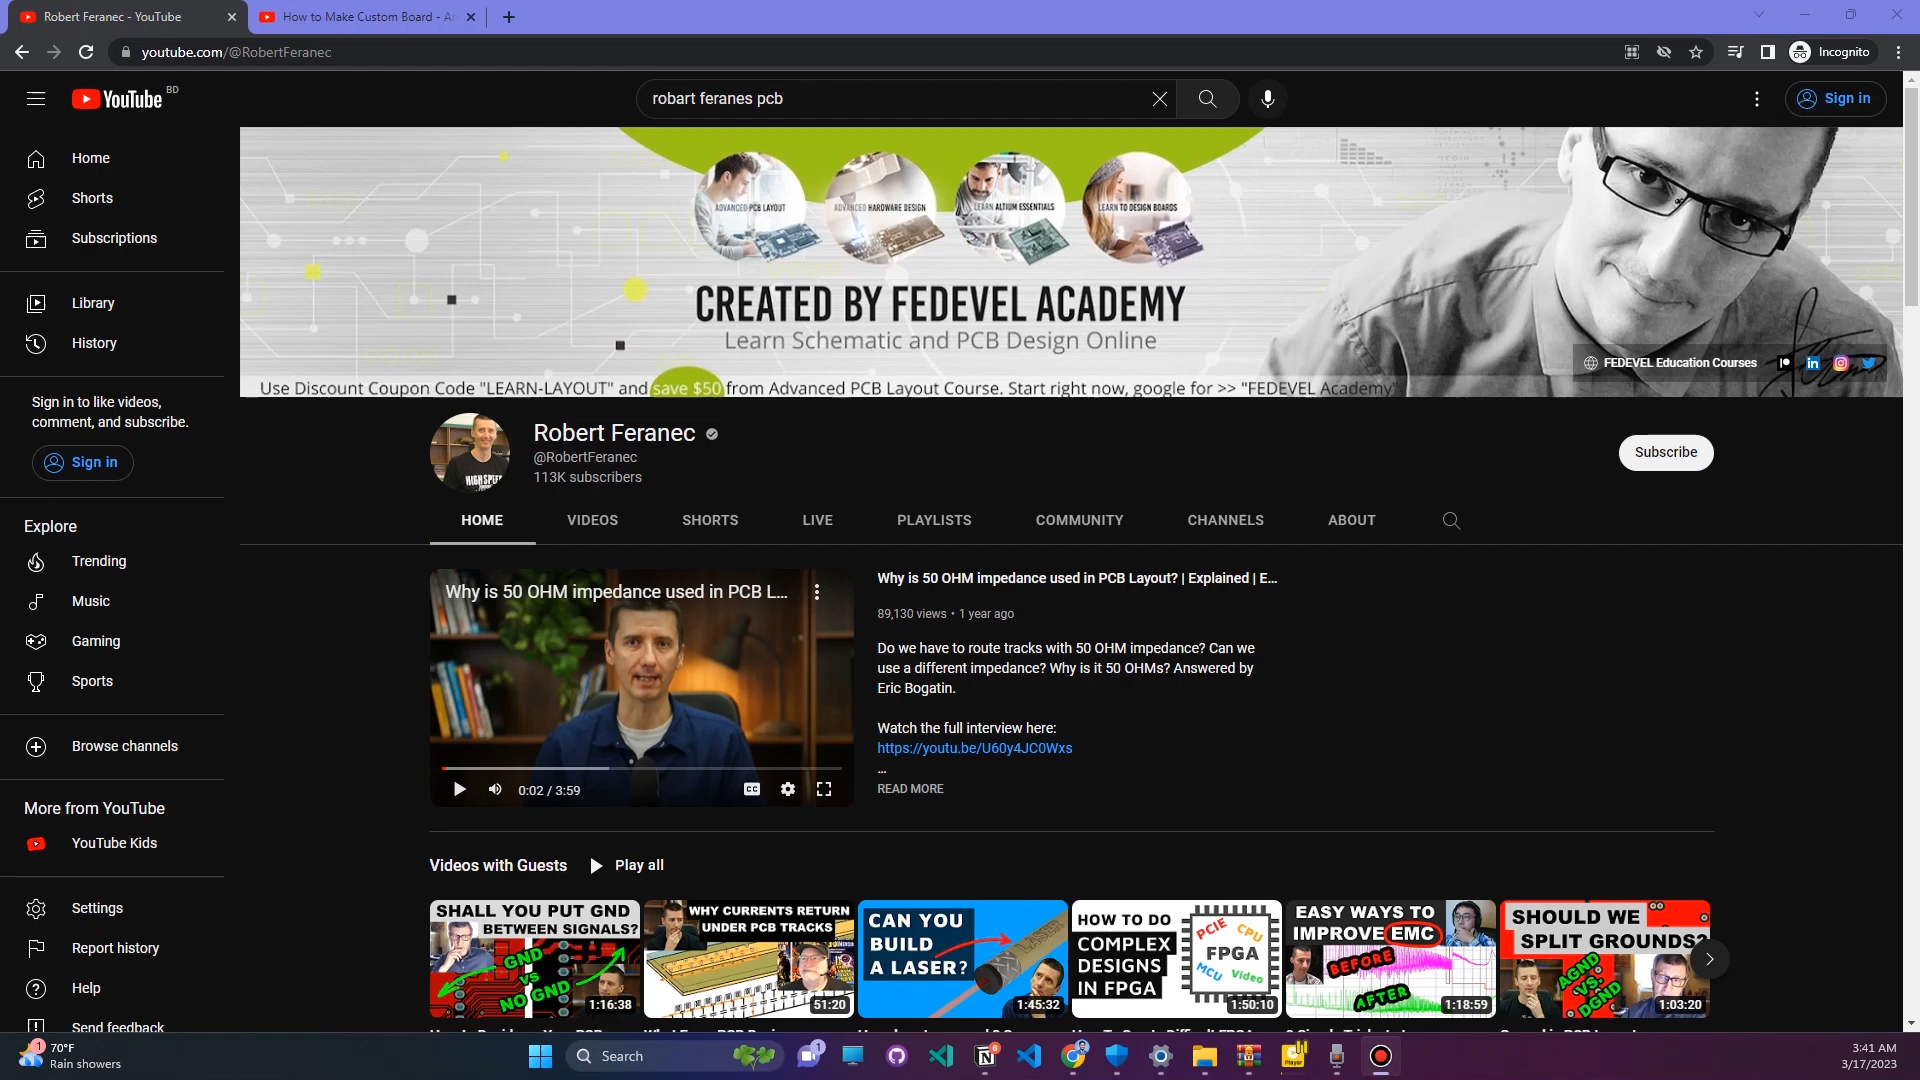 Robert Feranec - YouTube
How to Make Custom Board - Ar
youtube.com/@RobertFeranec
Incognito
YouTube BD
robart feranes pcb
Sign in
Home
Shorts
Subscriptions
Library
History
Sign in to like videos,
comment, and subscribe.
Sign in
Explore
Trending
Music
Gaming
Sports
Browse channels
More from YouTube
YouTube Kids
Settings
Report history
Help
Send feedback
ADVANCED PCB LAYOUT
ADVANCED HARDWARE DESIGN
LEARN ALTIUM ESSENTIALS
LEARN TO DESIGN BOARDS
CREATED BY FEDEVEL ACADEMY
Learn Schematic and PCB Design Online
FEDEVEL Education Courses
Use Discount Coupon Code "LEARN-LAYOUT" and save $50 from Advanced PCB Layout Course. Start right now, google for >> "FEDEVEL Academy"
Robert Feranec
@RobertFeranec
113K subscribers
Subscribe
HOME
VIDEOS
SHORTS
LIVE
PLAYLISTS
COMMUNITY
CHANNELS
ABOUT
Why is 50 OHM impedance used in PCB L...
0:02 / 3:59
CC
Why is 50 OHM impedance used in PCB Layout? | Explained | E...
89,130 views • 1 year ago
Do we have to route tracks with 50 OHM impedance? Can we
use a different impedance? Why is it 50 OHMs? Answered by
Eric Bogatin.
Watch the full interview here:
https://youtu.be/U60y4JC0Wxs
...
READ MORE
Videos with Guests
Play all
SHALL YOU PUT GND
BETWEEN SIGNALS?
GND
VS
NO GND
1:16:38
WHY CURRENTS RETURN
UNDER PCB TRACKS
51:20
CAN YOU
BUILD
A LASER?
1:45:32
HOW TO DO
COMPLEX
DESIGNS
IN FPGA
PCIE
CPU
FPGA
MCU
Video
1:50:10
EASY WAYS TO
IMPROVE EMC
BEFORE
AFTER
1:18:59
SHOULD WE
SPLIT GROUNDS?
AGND
VS.
DGND
1:03:20
1
70°F
Rain showers
Search
1
3:41 AM
3/17/2023